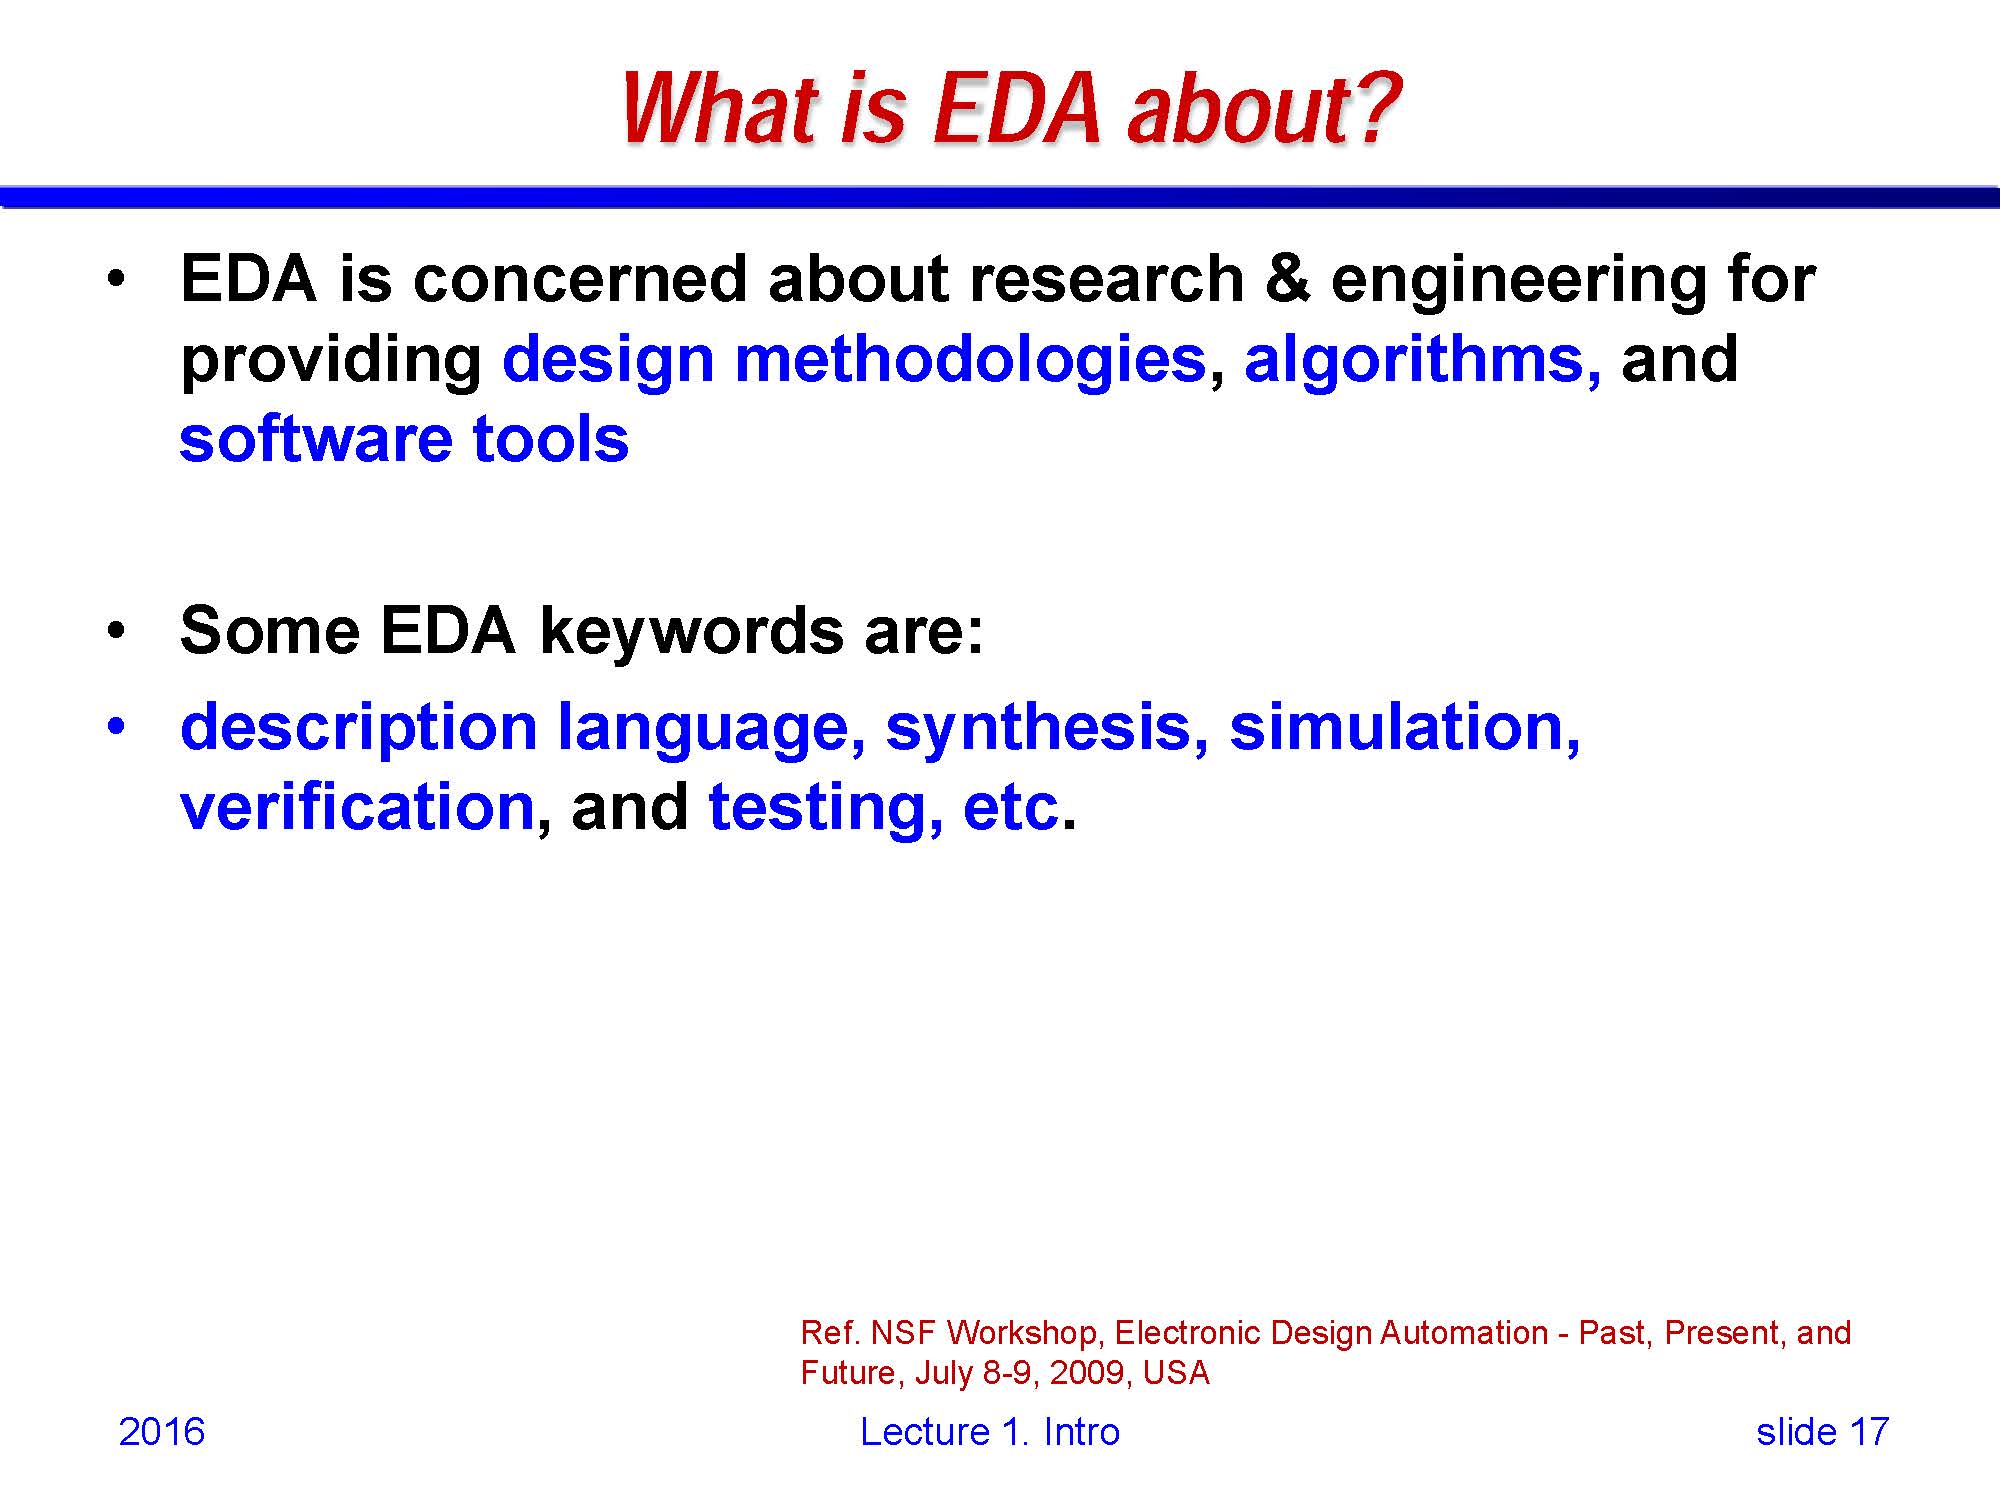 What is EDA about?
• EDA is concerned about research & engineering for
providing design methodologies, algorithms, and
software tools
• Some EDA keywords are:
• description language, synthesis, simulation,
verification, and testing, etc.
Ref. NSF Workshop, Electronic Design Automation - Past, Present, and
Future, July 8-9, 2009, USA
2016 Lecture 1. Intro slide 17